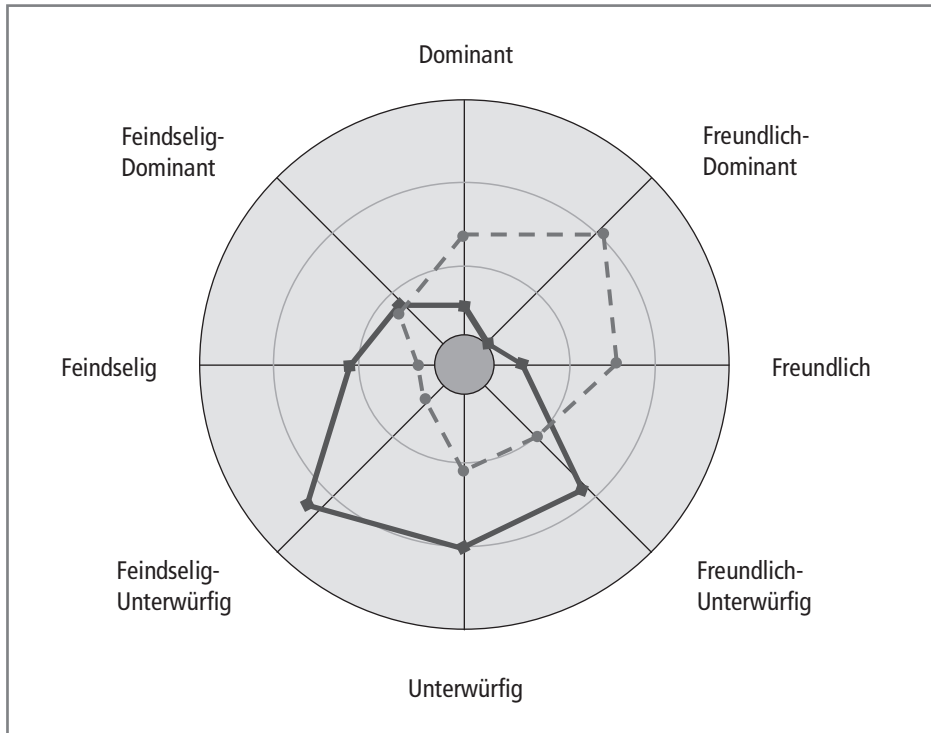 Dominant
Feindselig-
Dominant
Freundlich-
Dominant
Feindselig
Freundlich
Feindselig-
Unterwürfig
Freundlich-
Unterwürfig
Unterwürfig